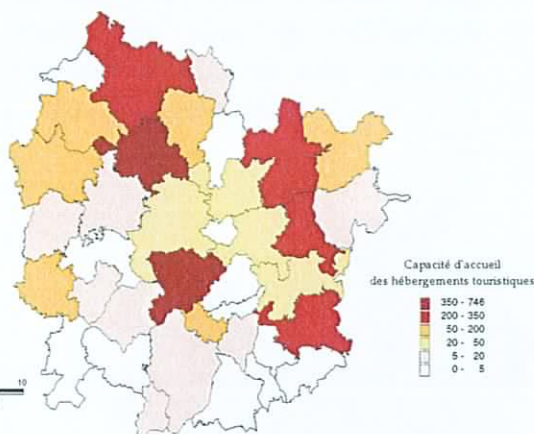 Capacité d'accueil
des hébergements touristiques
350 - 746
200 - 350
50 - 200
20 - 50
5 - 20
0 - 5
10